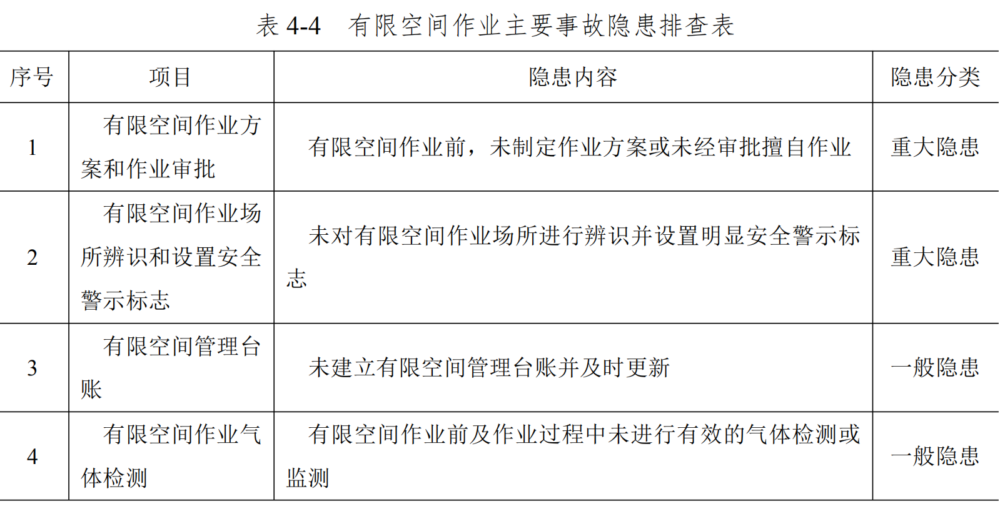 表 4-4 有限空间作业主要事故隐患排查表
序号 项目 隐患内容 隐患分类
1
有限空间作业方
案和作业审批
有限空间作业前，未制定作业方案或未经审批擅自作业
重大隐患
2
有限空间作业场
所辨识和设置安全
警示标志
未对有限空间作业场所进行辨识并设置明显安全警示标
志
重大隐患
3
有限空间管理台
账
未建立有限空间管理台账并及时更新
一般隐患
4
有限空间作业气
体检测
有限空间作业前及作业过程中未进行有效的气体检测或
监测
一般隐患